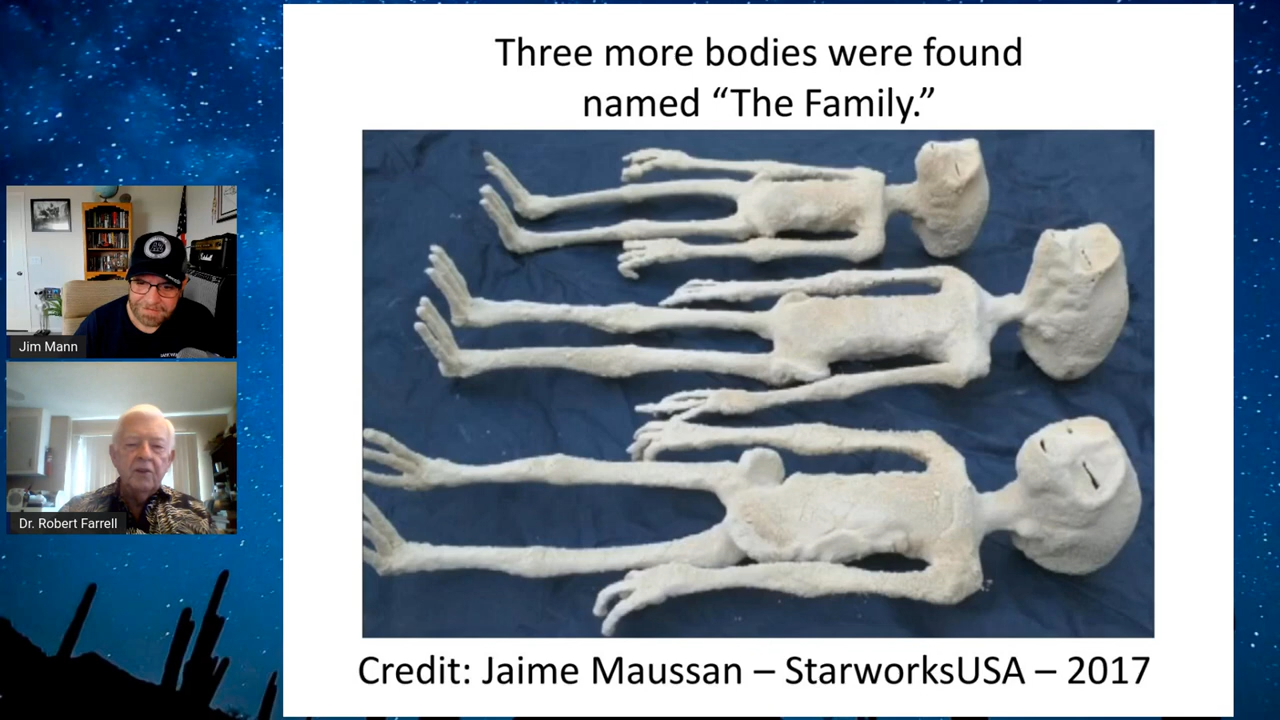 Three more bodies were found
named “The Family.”
Jim Mann
Dr. Robert Farrell
Credit: Jaime Maussan – StarworksUSA – 2017